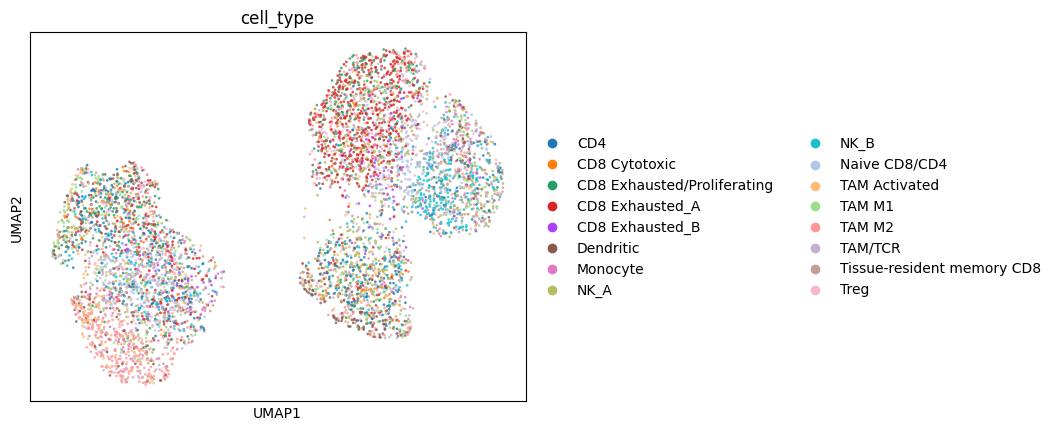 cell_type
UMAP2
UMAP1
CD4
CD8 Cytotoxic
CD8 Exhausted/Proliferating
CD8 Exhausted_A
CD8 Exhausted_B
Dendritic
Monocyte
NK_A
NK_B
Naive CD8/CD4
TAM Activated
TAM M1
TAM M2
TAM/TCR
Tissue-resident memory CD8
Treg